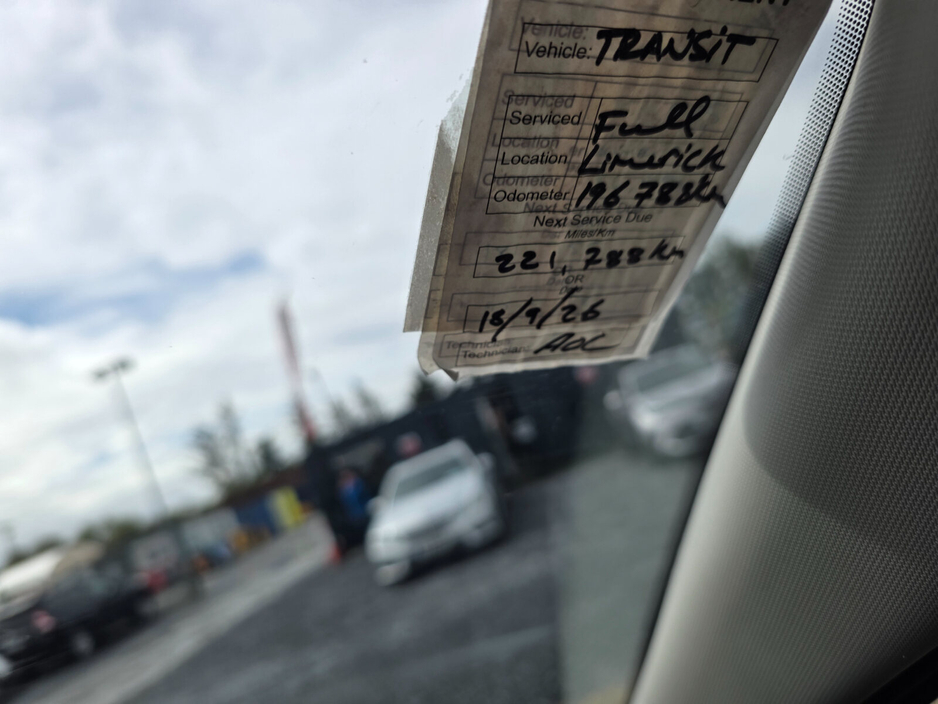 Vehicle: TRANSIT
Serviced Full
Location Limerick
Odometer 196 788km
Next Service Due
Miles/Km
221,788km
OR
18/9/26
Technician: AOC